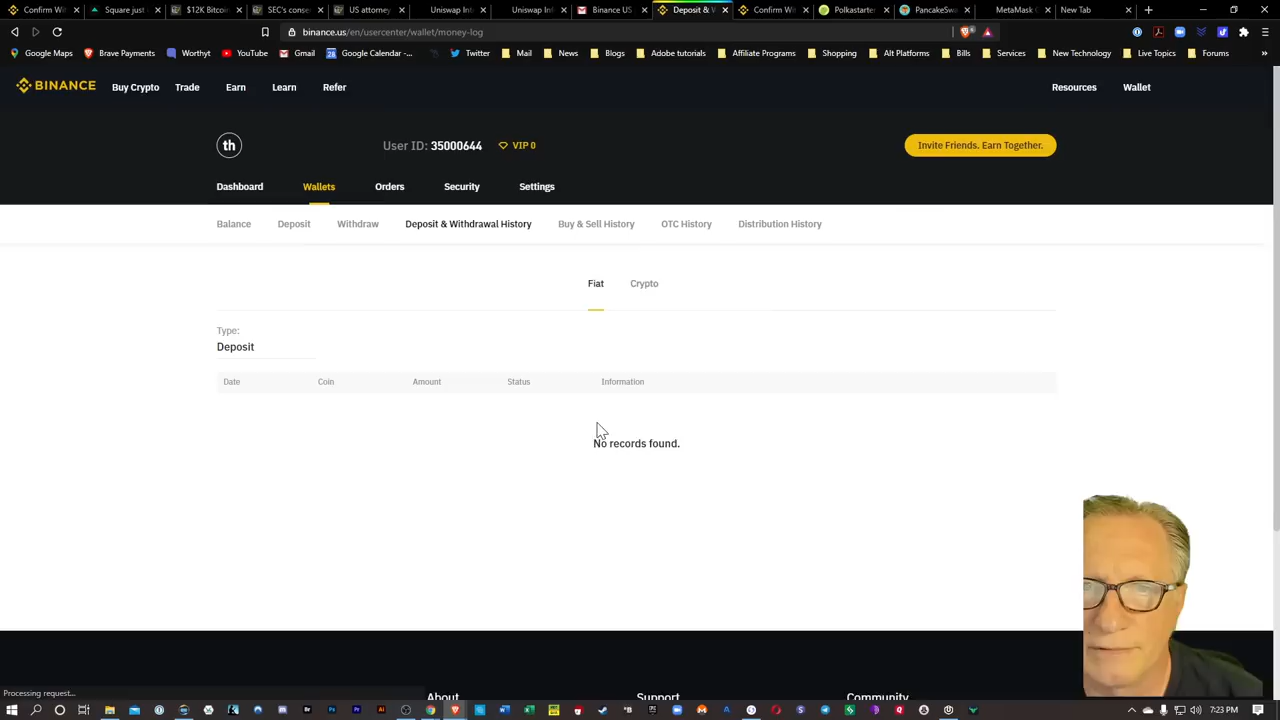 Confirm Wit
Square just
$12K Bitcoin
SEC's conse
US attorney
Uniswap Int
Uniswap Inf
Binance US
Deposit & W
Confirm Wit
Polkastarter
PancakeSwa
MetaMask
New Tab
binance.us/en/usercenter/wallet/money-log
Google Maps
Brave Payments
Worthyt
YouTube
Gmail
Google Calendar -...
Twitter
Mail
News
Blogs
Adobe tutorials
Affiliate Programs
Shopping
Alt Platforms
Bills
Services
New Technology
Live Topics
Forums
BINANCE Buy Crypto Trade Earn Learn Refer Resources Wallet
th User ID: 35000644 VIP 0 Invite Friends. Earn Together.
Dashboard Wallets Orders Security Settings
Balance Deposit Withdraw Deposit & Withdrawal History Buy & Sell History OTC History Distribution History
Fiat Crypto
Type:
Deposit
Date Coin Amount Status Information
No records found.
Processing request...
About Support Community
7:23 PM